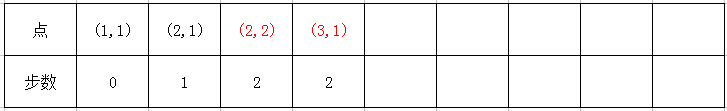 点 (1,1) (2,1) (2,2) (3,1)
步数 0 1 2 2